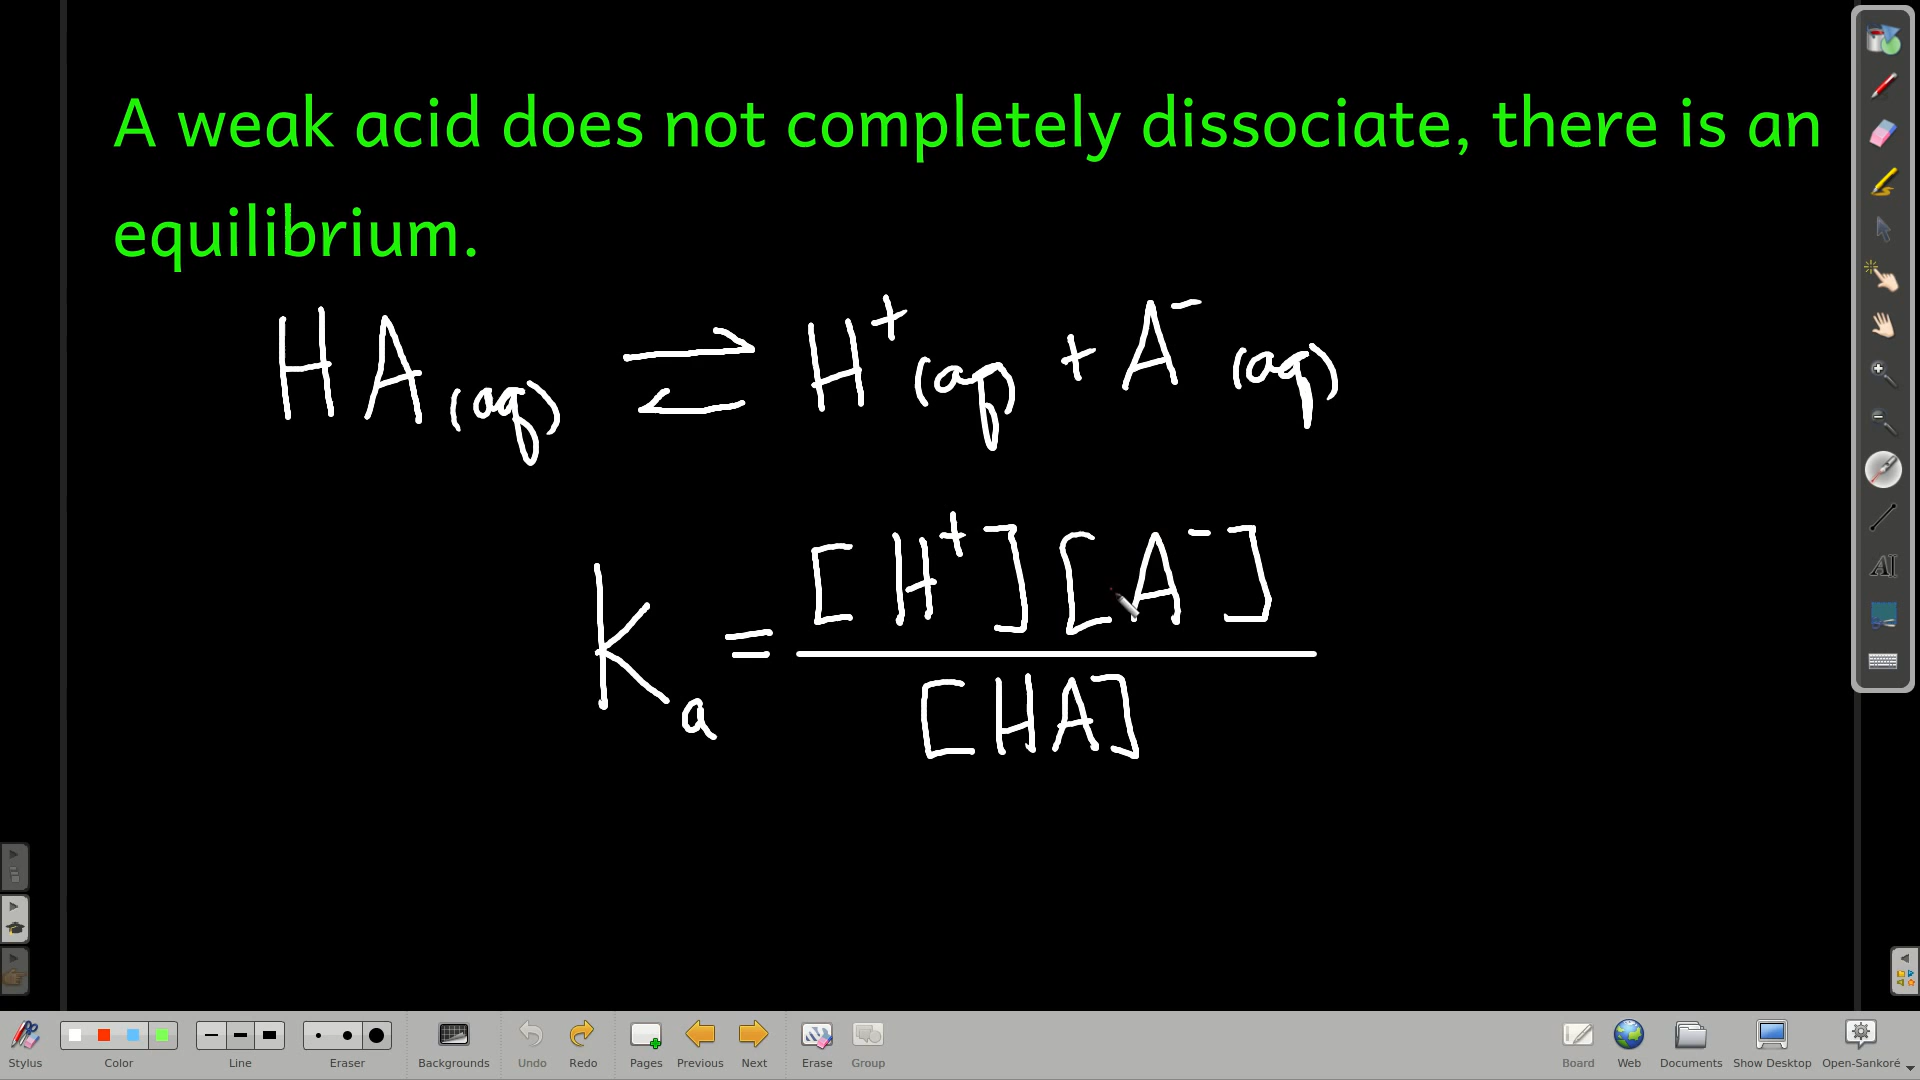 A weak acid does not completely dissociate, there is an
equilibrium.
HA(aq) ⇌ H⁺(aq) + A⁻(aq)
Kₐ = [H⁺][A⁻]
[HA]
Stylus Color Line Eraser Backgrounds Undo Redo Pages Previous Next Erase Group Board Web Documents Show Desktop Open-Sankoré